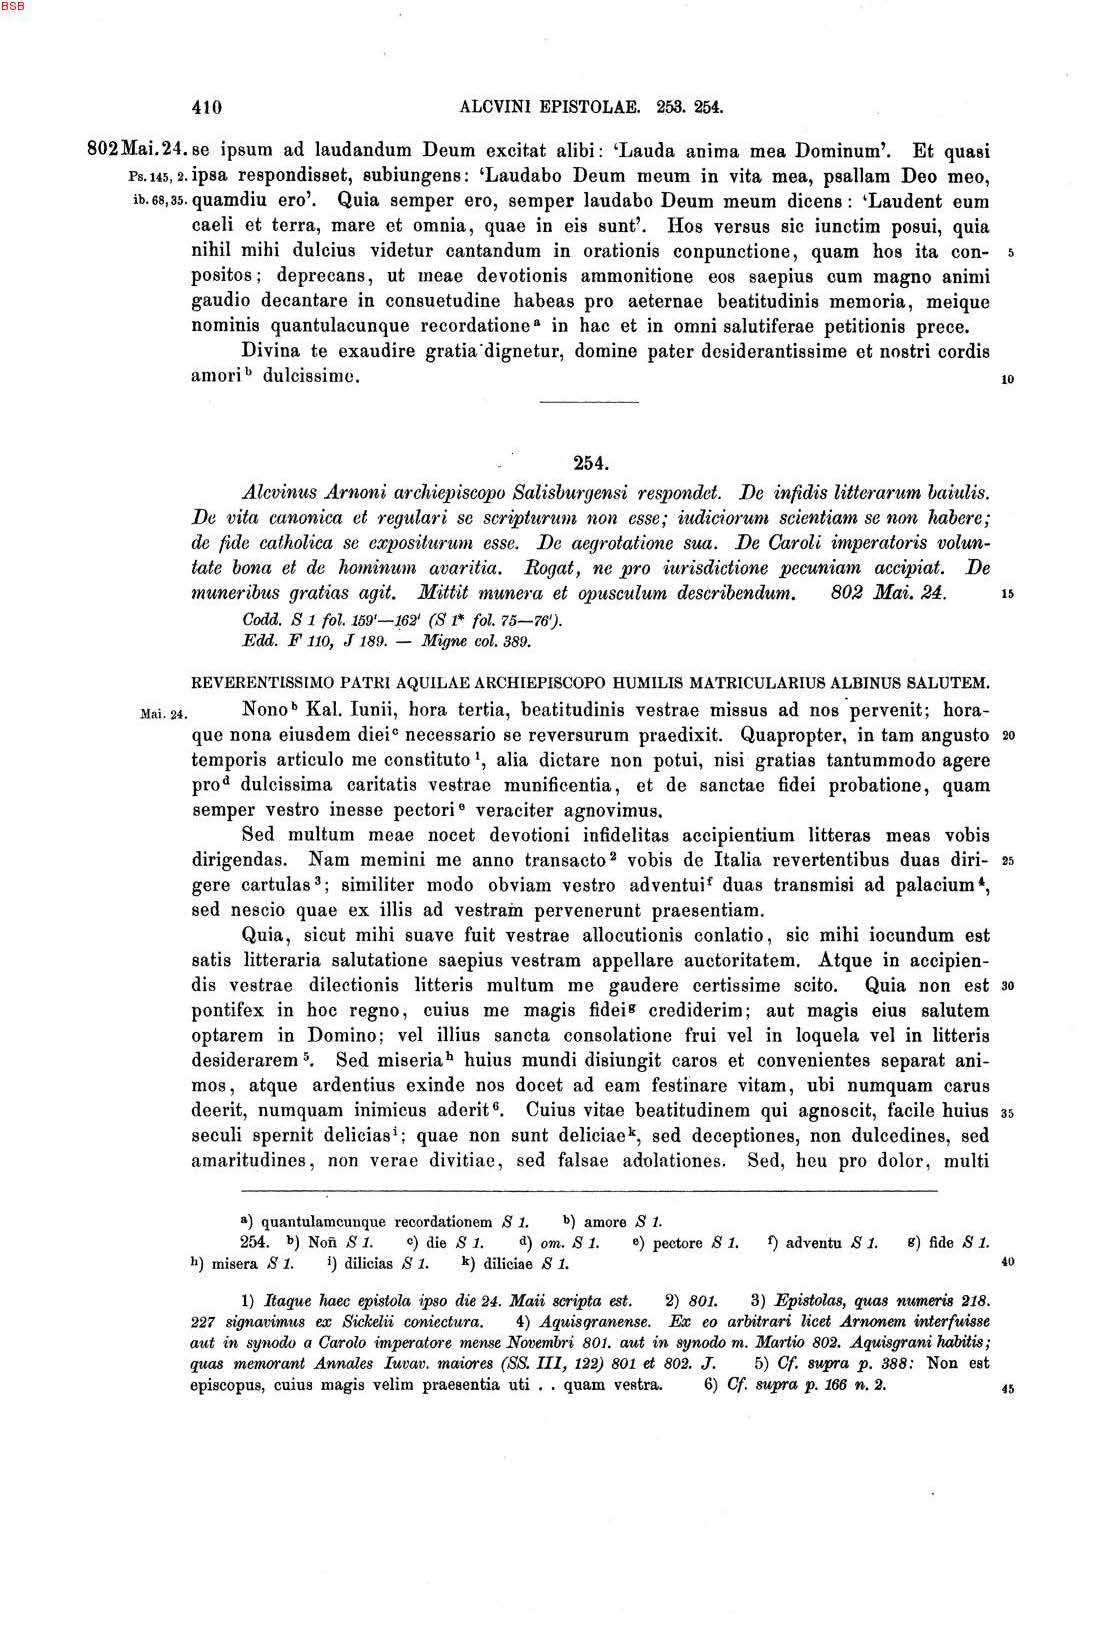 BSB
410 ALCVINI EPISTOLAE. 253. 254.
802 Mai. 24. se ipsum ad laudandum Deum excitat alibi: ‘Lauda anima mea Dominum’. Et quasi
Ps. 145, 2. ipsa respondisset, subiungens: ‘Laudabo Deum meum in vita mea, psallam Deo meo,
ib. 68, 35. quamdiu ero’. Quia semper ero, semper laudabo Deum meum dicens: ‘Laudent eum
caeli et terra, mare et omnia, quae in eis sunt’. Hos versus sic iunctim posui, quia
nihil mihi dulcius videtur cantandum in orationis conpunctione, quam hos ita con- 5
positos; deprecans, ut meae devotionis ammonitione eos saepius cum magno animi
gaudio decantare in consuetudine habeas pro aeternae beatitudinis memoria, meique
nominis quantulacunque recordatione a in hac et in omni salutiferae petitionis prece.
Divina te exaudire gratia dignetur, domine pater desiderantissime et nostri cordis
amori b dulcissime. 10
254.
Alcvinus Arnoni archiepiscopo Salisburgensi respondet. De infidis litterarum baiulis.
De vita canonica et regulari se scripturum non esse; iudiciorum scientiam se non habere;
de fide catholica se expositurum esse. De aegrotatione sua. De Caroli imperatoris volun-
tate bona et de hominum avaritia. Rogat, ne pro iurisdictione pecuniam accipiat. De
muneribus gratias agit. Mittit munera et opusculum describendum. 802 Mai. 24. 15
Codd. S 1 fol. 159'—162' (S 1* fol. 75—76').
Edd. F 110, J 189. — Migne col. 389.
REVERENTISSIMO PATRI AQUILAE ARCHIEPISCOPO HUMILIS MATRICULARIUS ALBINUS SALUTEM.
Mai. 24. Nono b Kal. Iunii, hora tertia, beatitudinis vestrae missus ad nos pervenit; hora-
que nona eiusdem diei c necessario se reversurum praedixit. Quapropter, in tam angusto 20
temporis articulo me constituto 1, alia dictare non potui, nisi gratias tantummodo agere
pro d dulcissima caritatis vestrae munificentia, et de sanctae fidei probatione, quam
semper vestro inesse pectori e veraciter agnovimus.
Sed multum meae nocet devotioni infidelitas accipientium litteras meas vobis
dirigendas. Nam memini me anno transacto 2 vobis de Italia revertentibus duas diri- 25
gere cartulas 3; similiter modo obviam vestro adventui f duas transmisi ad palacium 4,
sed nescio quae ex illis ad vestram pervenerunt praesentiam.
Quia, sicut mihi suave fuit vestrae allocutionis conlatio, sic mihi iocundum est
satis litteraria salutatione saepius vestram appellare auctoritatem. Atque in accipien-
dis vestrae dilectionis litteris multum me gaudere certissime scito. Quia non est 30
pontifex in hoc regno, cuius me magis fidei g crediderim; aut magis eius salutem
optarem in Domino; vel illius sancta consolatione frui vel in loquela vel in litteris
desiderarem 5. Sed miseria h huius mundi disiungit caros et convenientes separat ani-
mos, atque ardentius exinde nos docet ad eam festinare vitam, ubi numquam carus
deerit, numquam inimicus aderit 6. Cuius vitae beatitudinem qui agnoscit, facile huius 35
seculi spernit delicias i; quae non sunt deliciae k, sed deceptiones, non dulcedines, sed
amaritudines, non verae divitiae, sed falsae adolationes. Sed, heu pro dolor, multi
a) quantulamcunque recordationem S 1. b) amore S 1.
254. b) Non̄ S 1. c) die S 1. d) om. S 1. e) pectore S 1. f) adventu S 1. g) fide S 1.
h) misera S 1. i) dilicias S 1. k) diliciae S 1. 40
1) Itaque haec epistola ipso die 24. Maii scripta est. 2) 801. 3) Epistolas, quas numeris 218.
227 signavimus ex Sickelii coniectura. 4) Aquisgranense. Ex eo arbitrari licet Arnonem interfuisse
aut in synodo a Carolo imperatore mense Novembri 801. aut in synodo m. Martio 802. Aquisgrani habitis;
quas memorant Annales Iuvav. maiores (SS. III, 122) 801 et 802. J. 5) Cf. supra p. 388: Non est
episcopus, cuius magis velim praesentia uti . . quam vestra. 6) Cf. supra p. 166 n. 2. 45